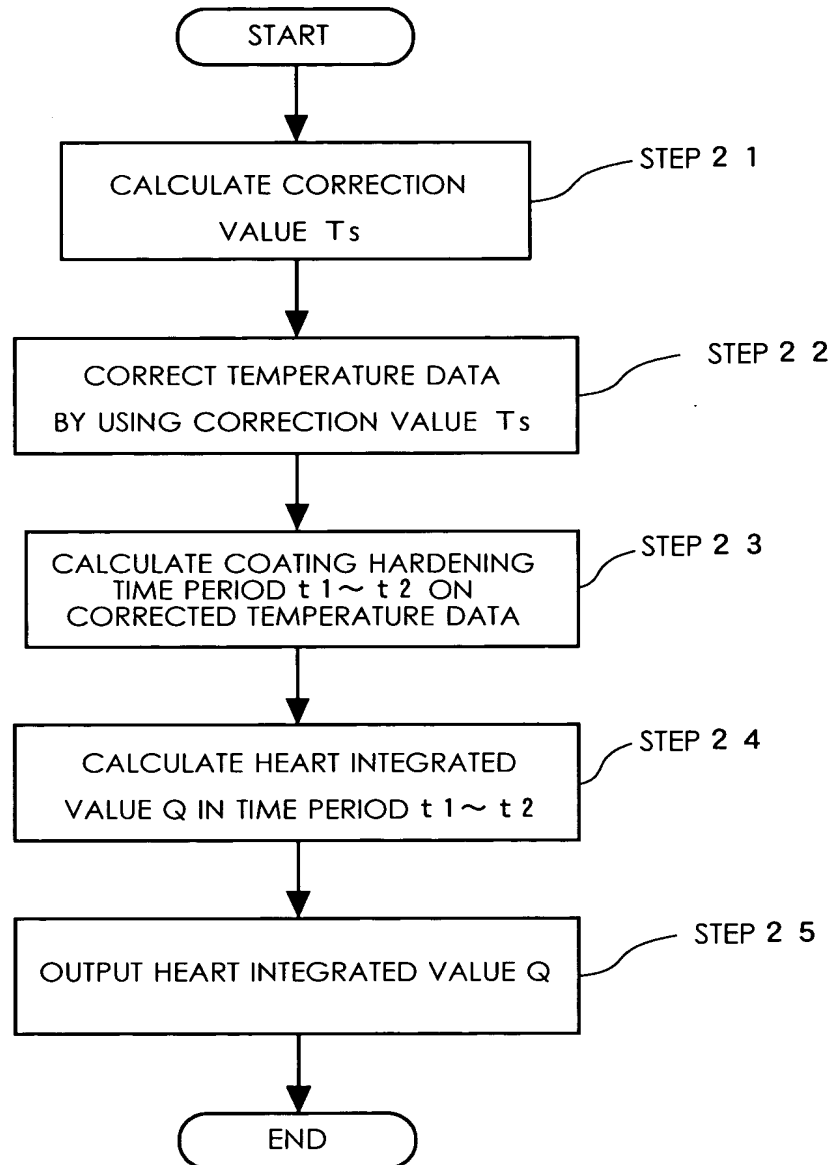 START
STEP 2 1
CALCULATE CORRECTION
VALUE Ts
STEP 2 2
CORRECT TEMPERATURE DATA
BY USING CORRECTION VALUE Ts
STEP 2 3
CALCULATE COATING HARDENING
TIME PERIOD t 1~ t 2 ON
CORRECTED TEMPERATURE DATA
STEP 2 4
CALCULATE HEART INTEGRATED
VALUE Q IN TIME PERIOD t 1~ t 2
STEP 2 5
OUTPUT HEART INTEGRATED VALUE Q
END